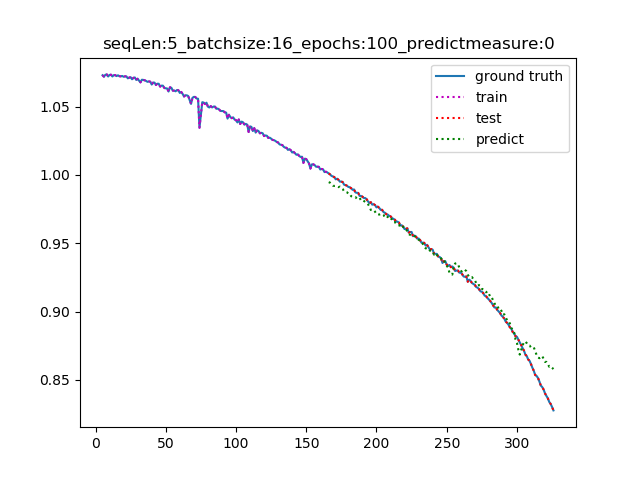 seqLen:5_batchsize:16_epochs:100_predictmeasure:0
ground truth
train
test
predict
1.05
1.00
0.95
0.90
0.85
0 50 100 150 200 250 300